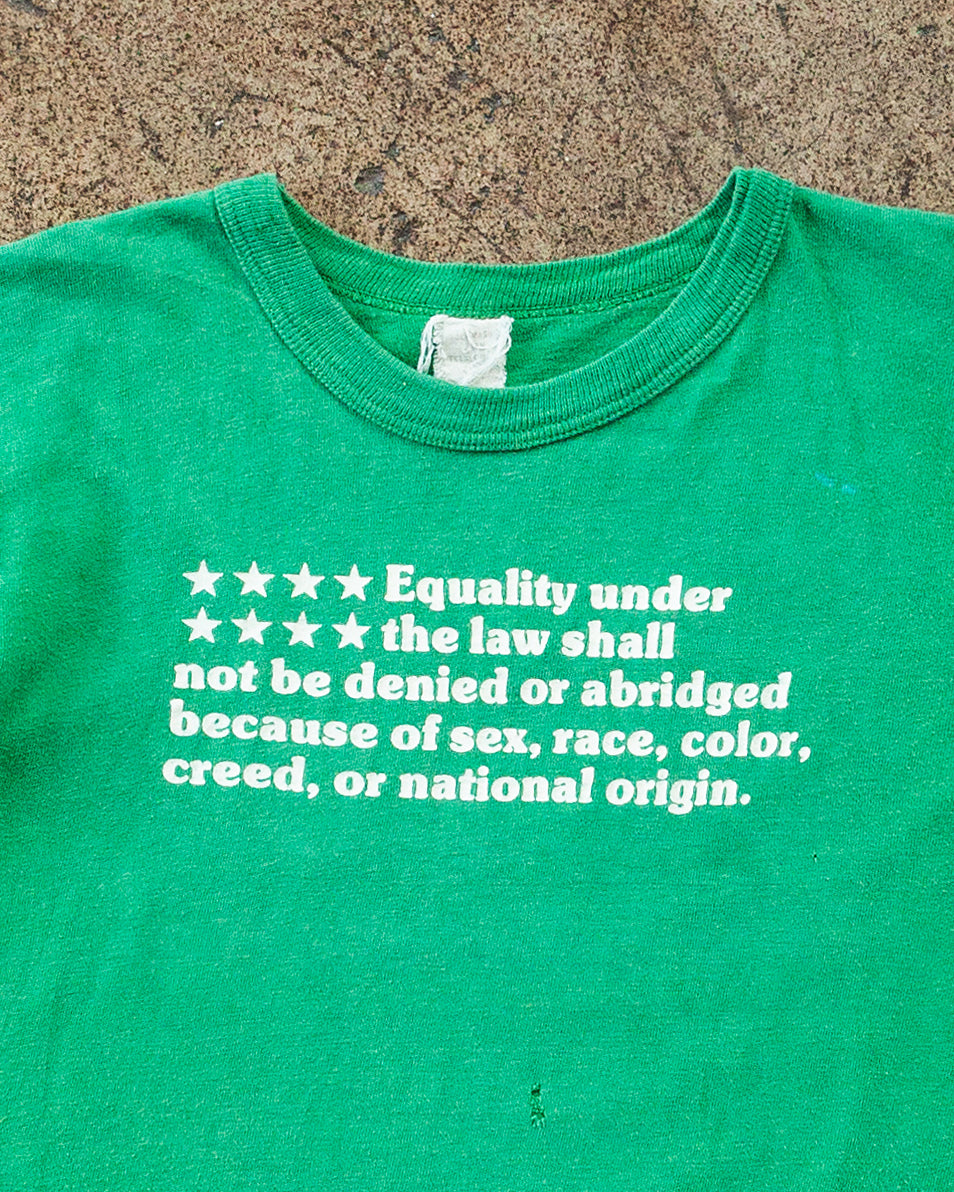 ★★★★ Equality under
★★★★ the law shall
not be denied or abridged
because of sex, race, color,
creed, or national origin.